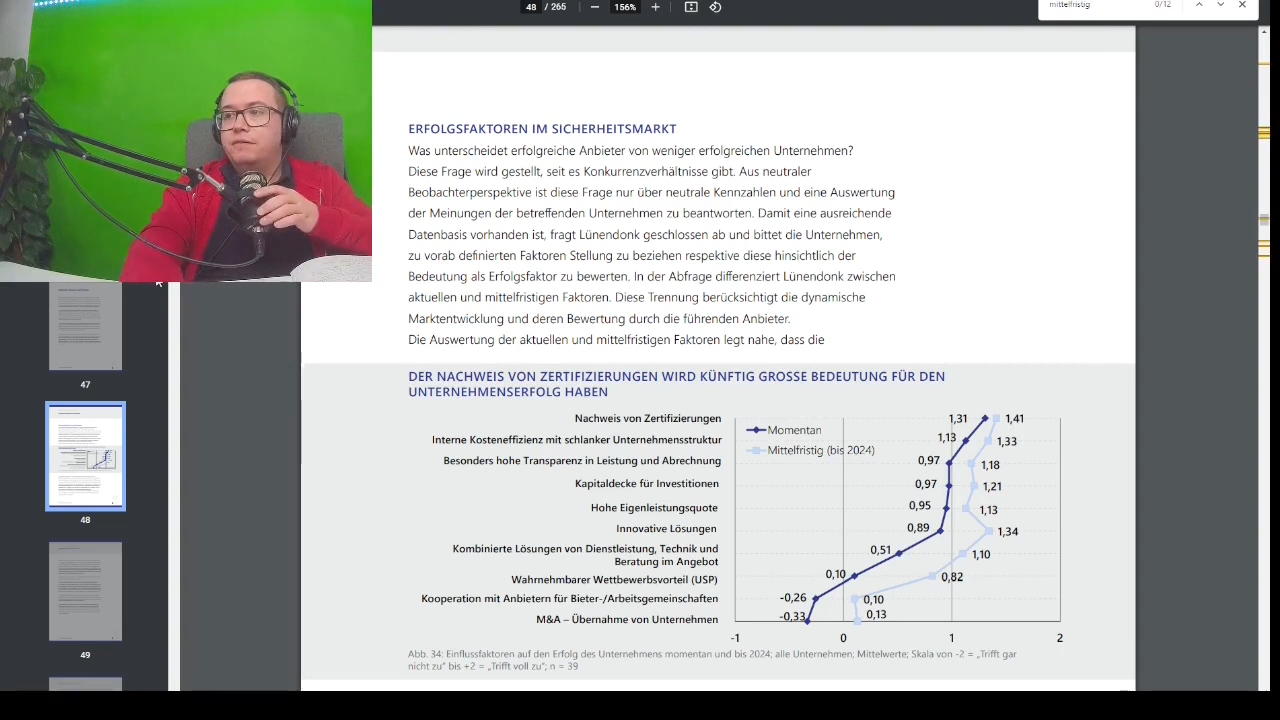 48 / 265 156%
mittelfristig 0/12
ERFOLGSFAKTOREN IM SICHERHEITSMARKT
Was unterscheidet erfolgreiche Anbieter von weniger erfolgreichen Unternehmen?
Diese Frage wird gestellt, seit es Konkurrenzverhältnisse gibt. Aus neutraler
Beobachterperspektive ist diese Frage nur über neutrale Kennzahlen und eine Auswertung
der Meinungen der betreffenden Unternehmen zu beantworten. Damit eine ausreichende
Datenbasis vorhanden ist, fragt Lünendonk geschlossen ab und bittet die Unternehmen,
zu vorab definierten Faktoren Stellung zu beziehen respektive diese hinsichtlich der
Bedeutung als Erfolgsfaktor zu bewerten. In der Abfrage differenziert Lünendonk zwischen
aktuellen und mittelfristigen Faktoren. Diese Trennung berücksichtigt die dynamische
Marktentwicklung und deren Bewertung durch die führenden Anbieter.
Die Auswertung der aktuellen und mittelfristigen Faktoren legt nahe, dass die
DER NACHWEIS VON ZERTIFIZIERUNGEN WIRD KÜNFTIG GROSSE BEDEUTUNG FÜR DEN
UNTERNEHMENSERFOLG HABEN
Nachweis von Zertifizierungen 1,31 1,41
Momentan
Interne Kosteneffizienz mit schlanker Unternehmensstruktur 1,13 1,33
Mittelfristig (bis 2024)
Besonders hohe Transparenz in Leistung und Abrechnung 0,97 1,18
Kapitaldecke für Investitionen 0,97 1,21
Hohe Eigenleistungsquote 0,95 1,13
Innovative Lösungen 0,89 1,34
Kombinierte Lösungen von Dienstleistung, Technik und
Beratung im Angebot 0,51 1,10
Wahrnehmbarer Wettbewerbsvorteil (USP) 0,10 0,82
Kooperation mit Anbietern für Bieter-/Arbeitsgemeinschaften -0,26 0,10
M&A – Übernahme von Unternehmen -0,33 0,13
-1 0 1 2
Abb. 34: Einflussfaktoren auf den Erfolg des Unternehmens momentan und bis 2024; alle Unternehmen; Mittelwerte; Skala von -2 = „Trifft gar
nicht zu“ bis +2 = „Trifft voll zu“; n = 39
47
48
49